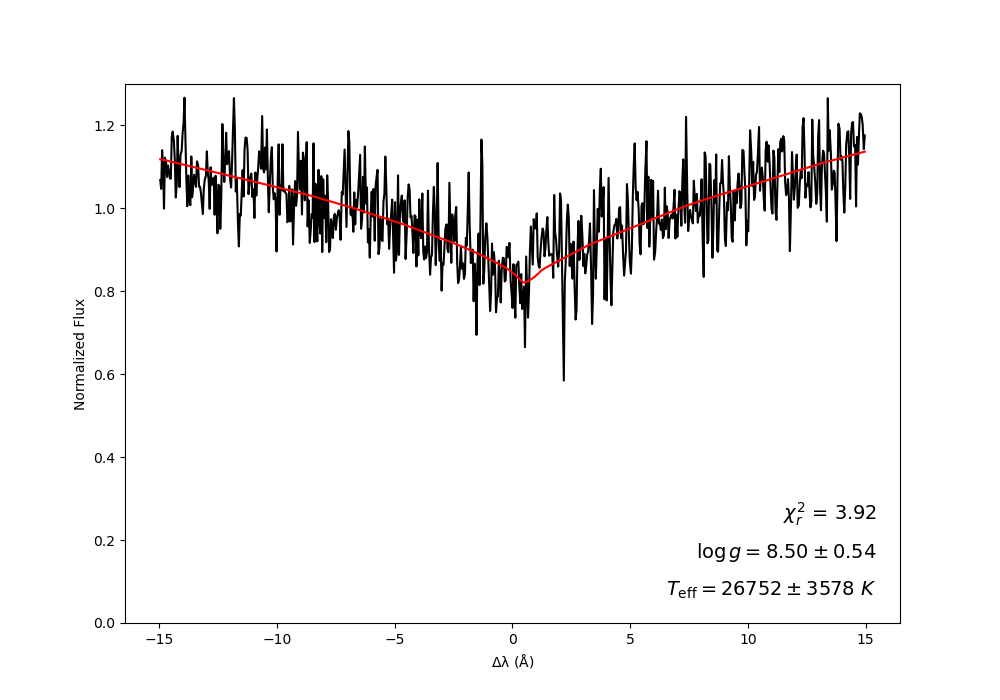 1.2
1.0
0.8
0.6
0.4
0.2
0.0
Normalized Flux
χ²ᵣ = 3.92
log g = 8.50 ± 0.54
T_eff = 26752 ± 3578 K
−15 −10 −5 0 5 10 15
Δλ (Å)